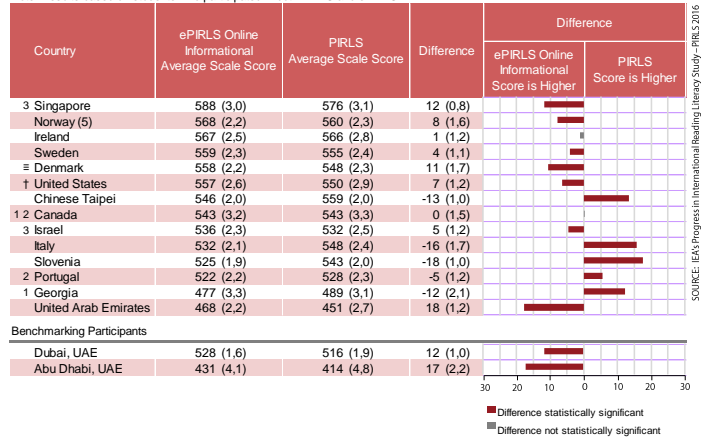 Difference
Country
ePIRLS Online
Informational
Average Scale Score
PIRLS
Average Scale Score
Difference
ePIRLS Online
Informational
Score is Higher
PIRLS
Score is Higher
3 Singapore 588 (3,0) 576 (3,1) 12 (0,8)
Norway (5) 568 (2,2) 560 (2,3) 8 (1,6)
Ireland 567 (2,5) 566 (2,8) 1 (1,2)
Sweden 559 (2,3) 555 (2,4) 4 (1,1)
≡ Denmark 558 (2,2) 548 (2,3) 11 (1,7)
† United States 557 (2,6) 550 (2,9) 7 (1,2)
Chinese Taipei 546 (2,0) 559 (2,0) -13 (1,0)
1 2 Canada 543 (3,2) 543 (3,3) 0 (1,5)
3 Israel 536 (2,3) 532 (2,5) 5 (1,2)
Italy 532 (2,1) 548 (2,4) -16 (1,7)
Slovenia 525 (1,9) 543 (2,0) -18 (1,0)
2 Portugal 522 (2,2) 528 (2,3) -5 (1,2)
1 Georgia 477 (3,3) 489 (3,1) -12 (2,1)
United Arab Emirates 468 (2,2) 451 (2,7) 18 (1,2)
Benchmarking Participants
Dubai, UAE 528 (1,6) 516 (1,9) 12 (1,0)
Abu Dhabi, UAE 431 (4,1) 414 (4,8) 17 (2,2)
30 20 10 0 10 20 30
Difference statistically significant
Difference not statistically significant
SOURCE: IEA's Progress in International Reading Literacy Study – PIRLS 2016